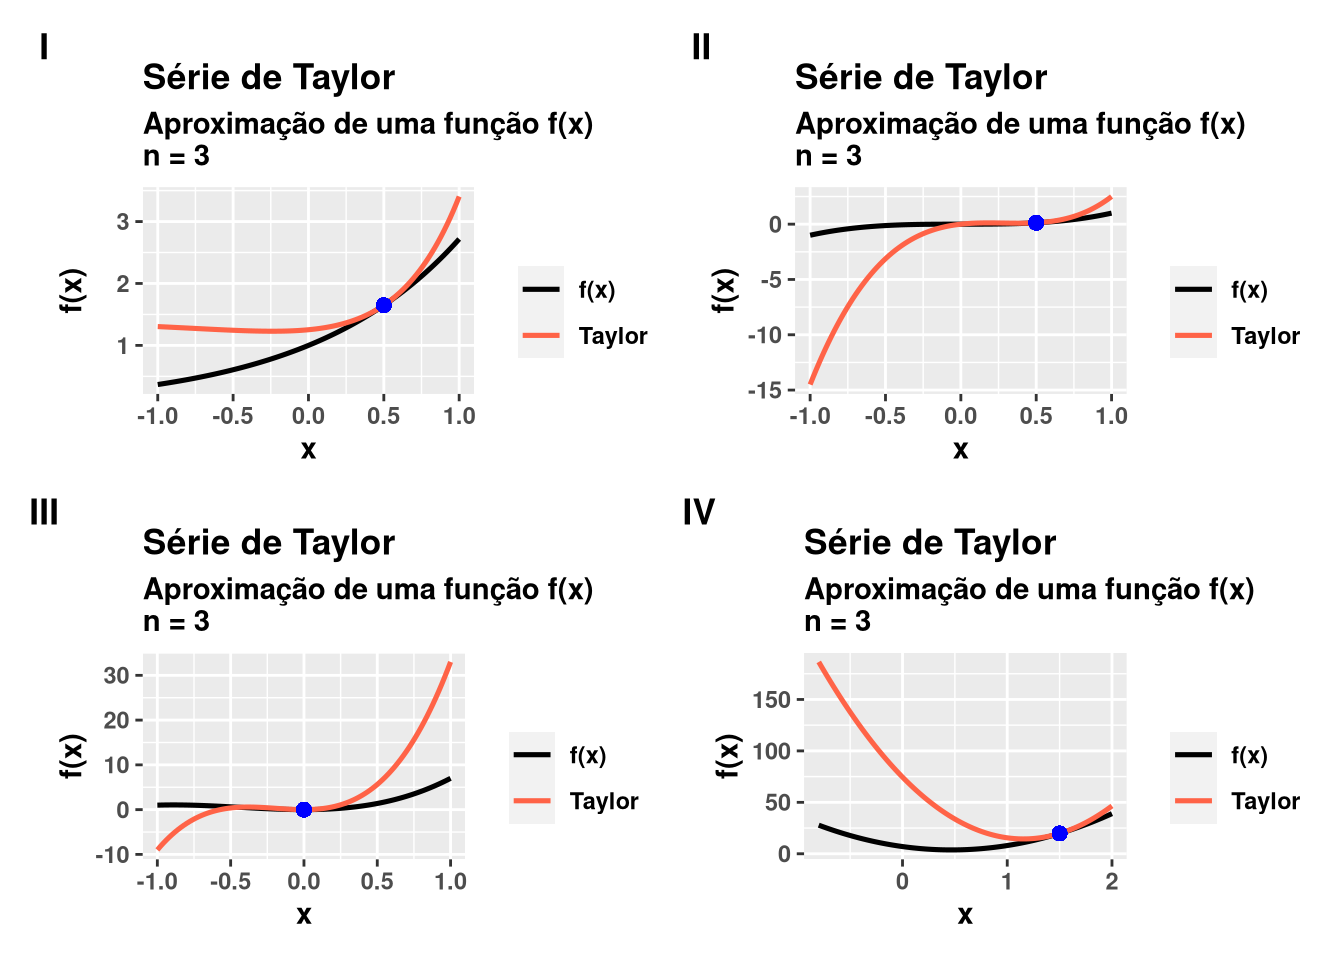 I
Série de Taylor
Aproximação de uma função f(x)
n = 3
3
2
1
f(x)
-1.0 -0.5 0.0 0.5 1.0
x
f(x)
Taylor
II
Série de Taylor
Aproximação de uma função f(x)
n = 3
0
-5
-10
-15
f(x)
-1.0 -0.5 0.0 0.5 1.0
x
f(x)
Taylor
III
Série de Taylor
Aproximação de uma função f(x)
n = 3
30
20
10
0
-10
f(x)
-1.0 -0.5 0.0 0.5 1.0
x
f(x)
Taylor
IV
Série de Taylor
Aproximação de uma função f(x)
n = 3
150
100
50
0
f(x)
0 1 2
x
f(x)
Taylor